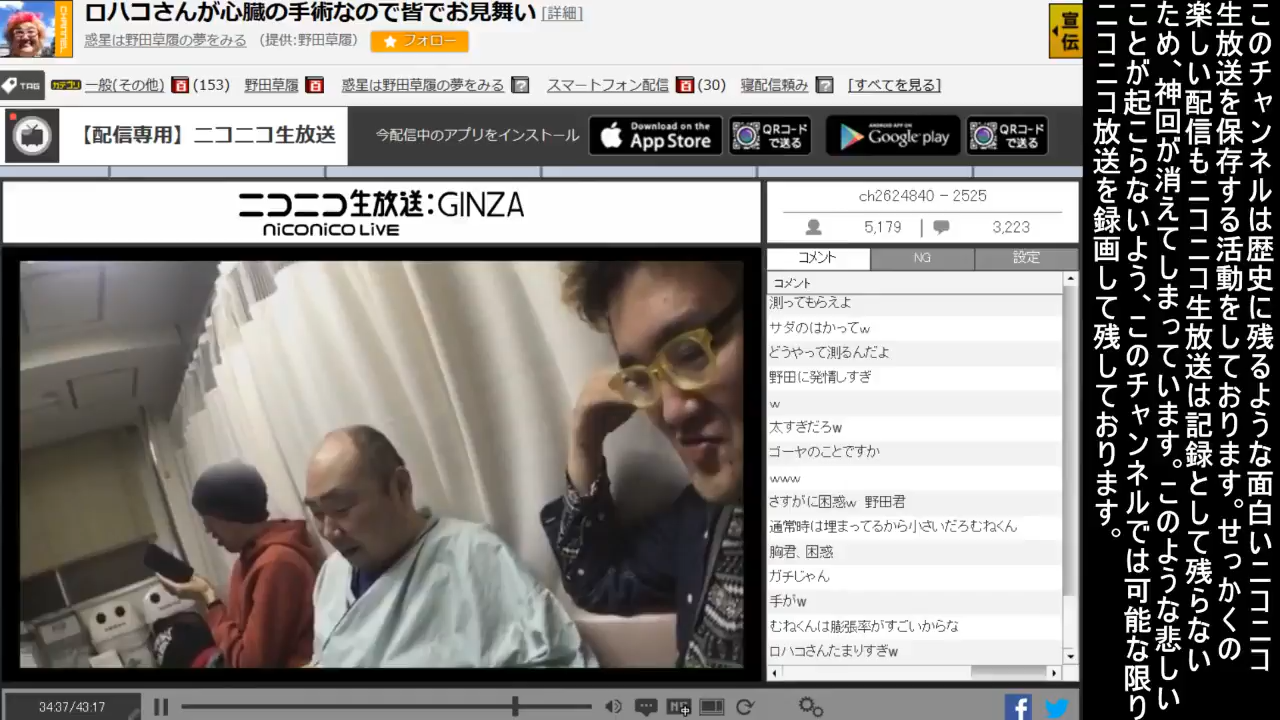 ロハコさんが心臓の手術なので皆でお見舞い [詳細]
CHANNEL
惑星は野田草履の夢をみる (提供:野田草履) ★ フォロー
宣伝
TAG カテゴリ 一般(その他) (153) 野田草履 惑星は野田草履の夢をみる ? スマートフォン配信 (30) 寝配信頼み ? [すべてを見る]
【配信専用】ニコニコ生放送
今配信中のアプリをインストール
Download on the App Store
QRコードで送る
ANDROID APP ON Google play
QRコードで送る
ニコニコ生放送:GINZA
niconico LIVE
ch2624840 - 2525
5,179 | 3,223
コメント NG 設定
コメント
測ってもらえよ
サダのはかってw
どうやって測るんだよ
野田に発情しすぎ
w
太すぎだろw
ゴーヤのことですか
www
さすがに困惑w 野田君
通常時は埋まってるから小さいだろむねくん
胸君、困惑
ガチじゃん
手がw
むねくんは膨張率がすごいからな
ロハコさんたまりすぎw
34:37/43:17
このチャンネルは歴史に残るような面白いニコニコ
生放送を保存する活動をしております。せっかくの
楽しい配信もニコニコ生放送は記録として残らない
ため、神回が消えてしまっています。このような悲しい
ことが起こらないよう、このチャンネルでは可能な限り
ニコニコ放送を録画して残しております。